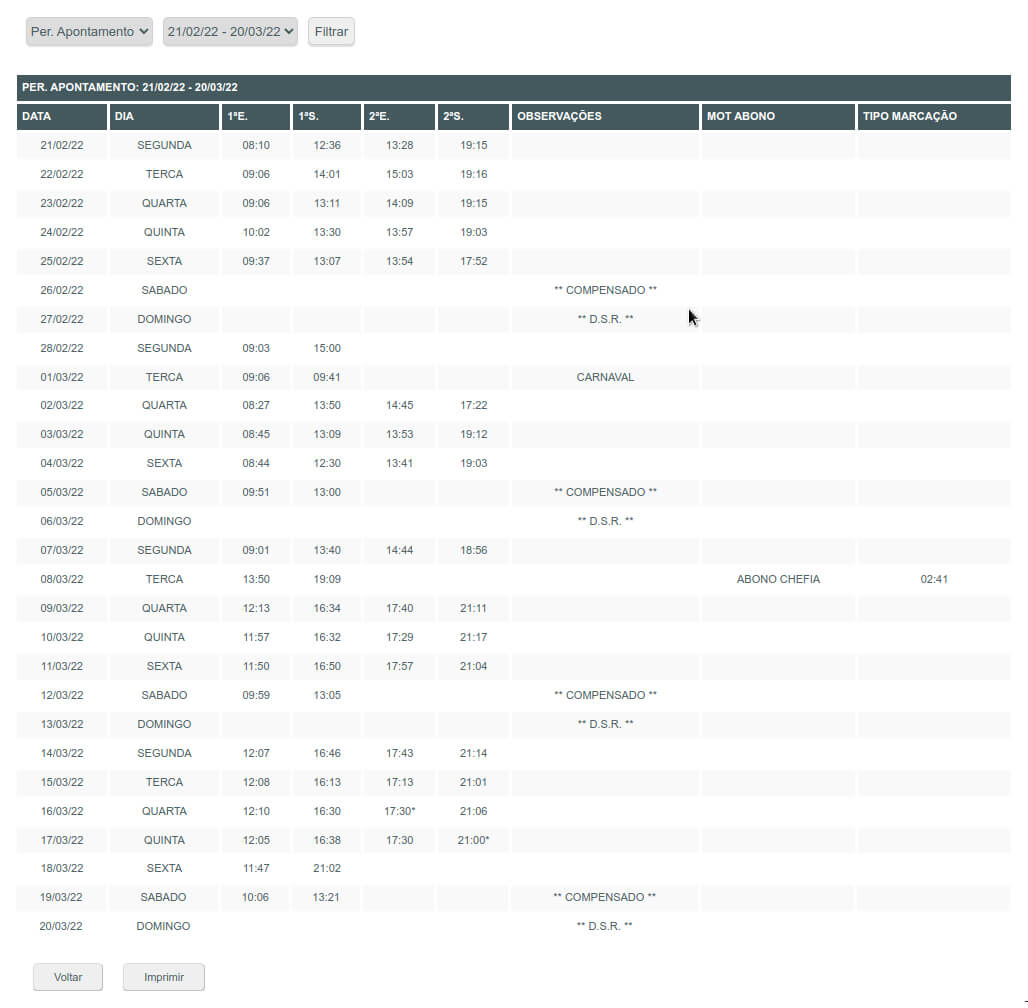 Per. Apontamento 21/02/22 - 20/03/22 Filtrar
PER. APONTAMENTO: 21/02/22 - 20/03/22
DATA DIA 1ªE. 1ªS. 2ªE. 2ªS. OBSERVAÇÕES MOT ABONO TIPO MARCAÇÃO
21/02/22 SEGUNDA 08:10 12:36 13:28 19:15
22/02/22 TERCA 09:06 14:01 15:03 19:16
23/02/22 QUARTA 09:06 13:11 14:09 19:15
24/02/22 QUINTA 10:02 13:30 13:57 19:03
25/02/22 SEXTA 09:37 13:07 13:54 17:52
26/02/22 SABADO ** COMPENSADO **
27/02/22 DOMINGO ** D.S.R. **
28/02/22 SEGUNDA 09:03 15:00
01/03/22 TERCA 09:06 09:41 CARNAVAL
02/03/22 QUARTA 08:27 13:50 14:45 17:22
03/03/22 QUINTA 08:45 13:09 13:53 19:12
04/03/22 SEXTA 08:44 12:30 13:41 19:03
05/03/22 SABADO 09:51 13:00 ** COMPENSADO **
06/03/22 DOMINGO ** D.S.R. **
07/03/22 SEGUNDA 09:01 13:40 14:44 18:56
08/03/22 TERCA 13:50 19:09 ABONO CHEFIA 02:41
09/03/22 QUARTA 12:13 16:34 17:40 21:11
10/03/22 QUINTA 11:57 16:32 17:29 21:17
11/03/22 SEXTA 11:50 16:50 17:57 21:04
12/03/22 SABADO 09:59 13:05 ** COMPENSADO **
13/03/22 DOMINGO ** D.S.R. **
14/03/22 SEGUNDA 12:07 16:46 17:43 21:14
15/03/22 TERCA 12:08 16:13 17:13 21:01
16/03/22 QUARTA 12:10 16:30 17:30* 21:06
17/03/22 QUINTA 12:05 16:38 17:30 21:00*
18/03/22 SEXTA 11:47 21:02
19/03/22 SABADO 10:06 13:21 ** COMPENSADO **
20/03/22 DOMINGO ** D.S.R. **
Voltar Imprimir